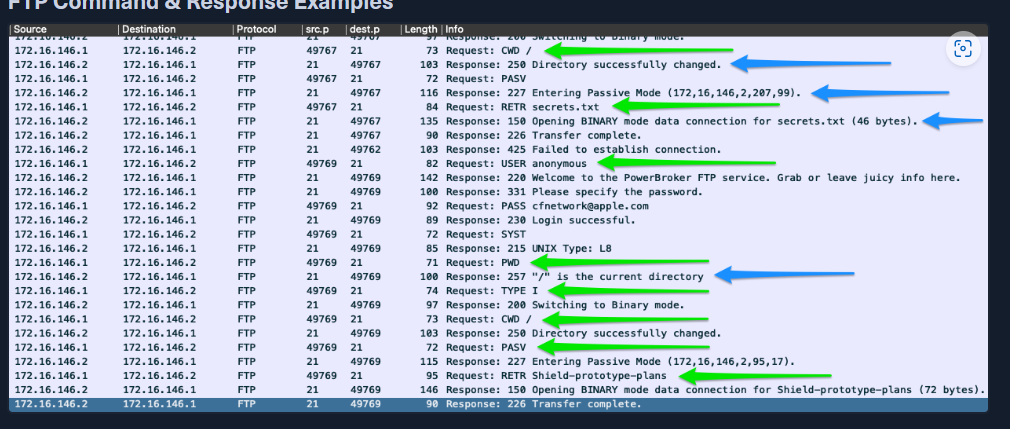 FTP Command & Response Examples
Source Destination Protocol src.p dest.p Length Info
172.16.146.2 172.16.146.1 FTP 21 49767 97 Response: 200 Switching to Binary mode.
172.16.146.1 172.16.146.2 FTP 49767 21 73 Request: CWD /
172.16.146.2 172.16.146.1 FTP 21 49767 103 Response: 250 Directory successfully changed.
172.16.146.1 172.16.146.2 FTP 49767 21 72 Request: PASV
172.16.146.2 172.16.146.1 FTP 21 49767 116 Response: 227 Entering Passive Mode (172,16,146,2,207,99).
172.16.146.1 172.16.146.2 FTP 49767 21 84 Request: RETR secrets.txt
172.16.146.2 172.16.146.1 FTP 21 49767 135 Response: 150 Opening BINARY mode data connection for secrets.txt (46 bytes).
172.16.146.2 172.16.146.1 FTP 21 49767 90 Response: 226 Transfer complete.
172.16.146.2 172.16.146.1 FTP 21 49762 103 Response: 425 Failed to establish connection.
172.16.146.1 172.16.146.2 FTP 49769 21 82 Request: USER anonymous
172.16.146.2 172.16.146.1 FTP 21 49769 142 Response: 220 Welcome to the PowerBroker FTP service. Grab or leave juicy info here.
172.16.146.2 172.16.146.1 FTP 21 49769 100 Response: 331 Please specify the password.
172.16.146.1 172.16.146.2 FTP 49769 21 92 Request: PASS cfnetwork@apple.com
172.16.146.2 172.16.146.1 FTP 21 49769 89 Response: 230 Login successful.
172.16.146.1 172.16.146.2 FTP 49769 21 72 Request: SYST
172.16.146.2 172.16.146.1 FTP 21 49769 85 Response: 215 UNIX Type: L8
172.16.146.1 172.16.146.2 FTP 49769 21 71 Request: PWD
172.16.146.2 172.16.146.1 FTP 21 49769 100 Response: 257 "/" is the current directory
172.16.146.1 172.16.146.2 FTP 49769 21 74 Request: TYPE I
172.16.146.2 172.16.146.1 FTP 21 49769 97 Response: 200 Switching to Binary mode.
172.16.146.1 172.16.146.2 FTP 49769 21 73 Request: CWD /
172.16.146.2 172.16.146.1 FTP 21 49769 103 Response: 250 Directory successfully changed.
172.16.146.1 172.16.146.2 FTP 49769 21 72 Request: PASV
172.16.146.2 172.16.146.1 FTP 21 49769 115 Response: 227 Entering Passive Mode (172,16,146,2,95,17).
172.16.146.1 172.16.146.2 FTP 49769 21 95 Request: RETR Shield-prototype-plans
172.16.146.2 172.16.146.1 FTP 21 49769 146 Response: 150 Opening BINARY mode data connection for Shield-prototype-plans (72 bytes).
172.16.146.2 172.16.146.1 FTP 21 49769 90 Response: 226 Transfer complete.